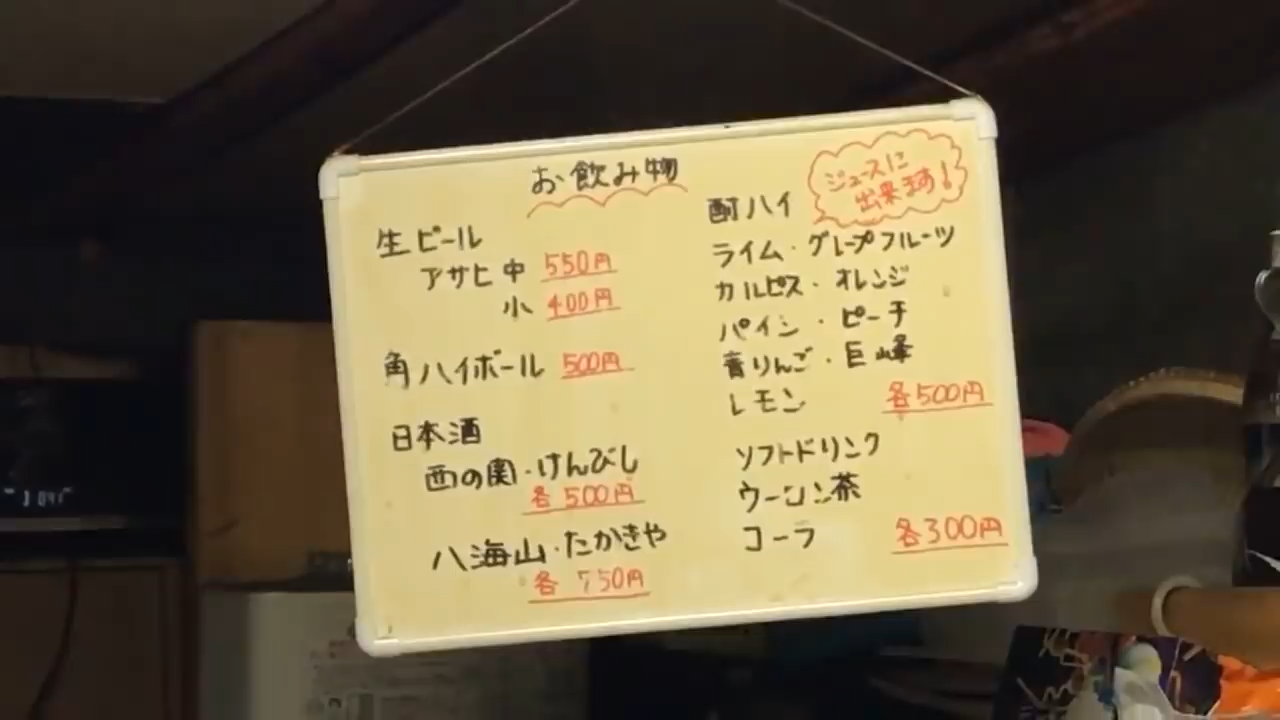 お飲み物
生ビール
アサヒ中 550円
小 400円
角ハイボール 500円
日本酒
西の関・けんびし
各500円
八海山・たかきや
各750円
酎ハイ
ジュースに
出来ます!
ライム・グレープフルーツ
カルピス・オレンジ
パイン・ピーチ
青りんご・巨峰
レモン 各500円
ソフトドリンク
ウーロン茶
コーラ 各300円